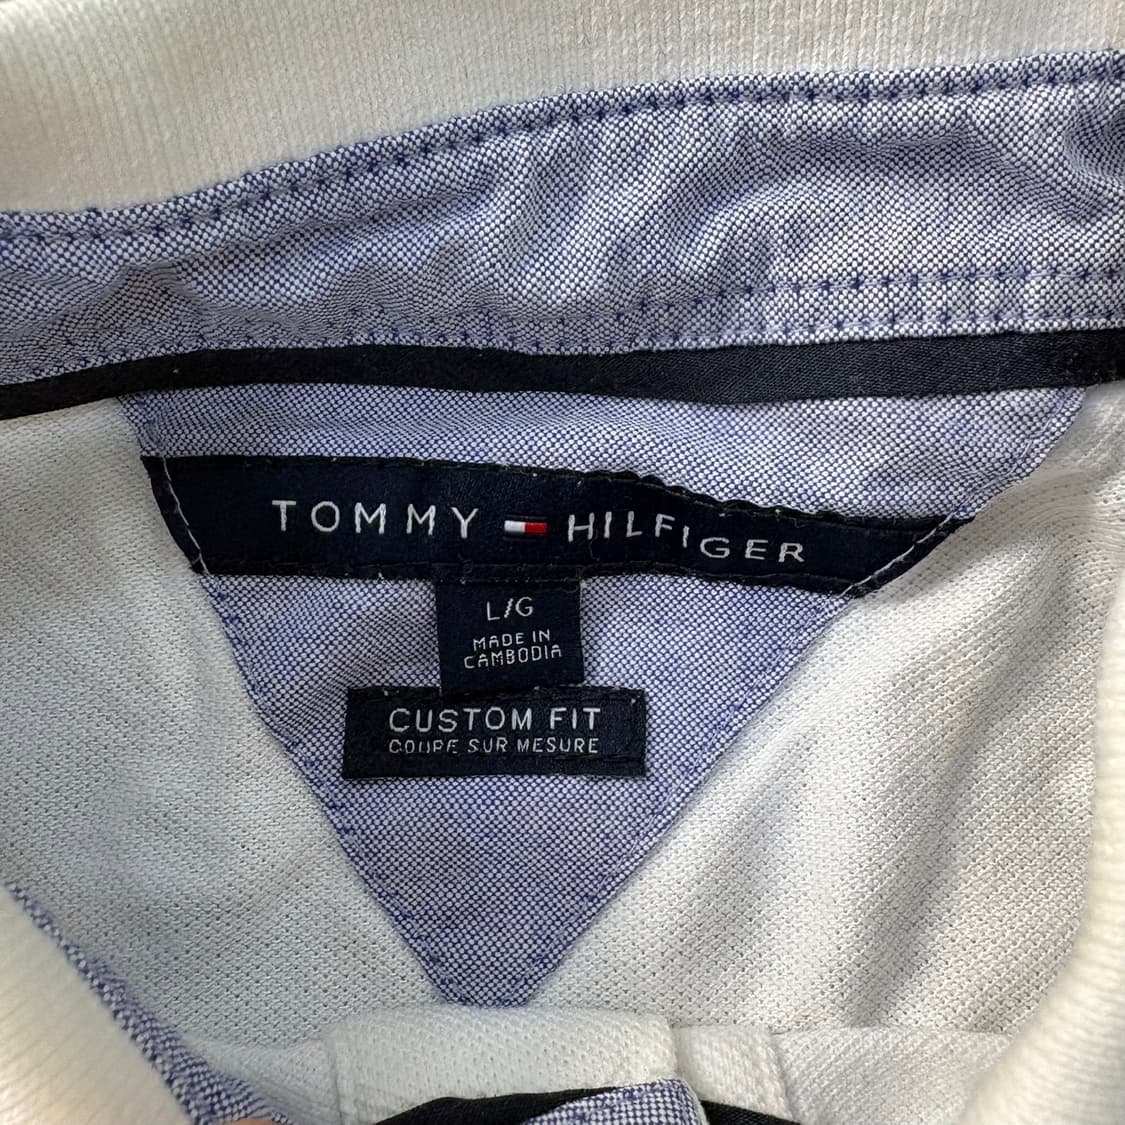 TOMMY HILFIGER
L/G
MADE IN
CAMBODIA
CUSTOM FIT
COUPE SUR MESURE